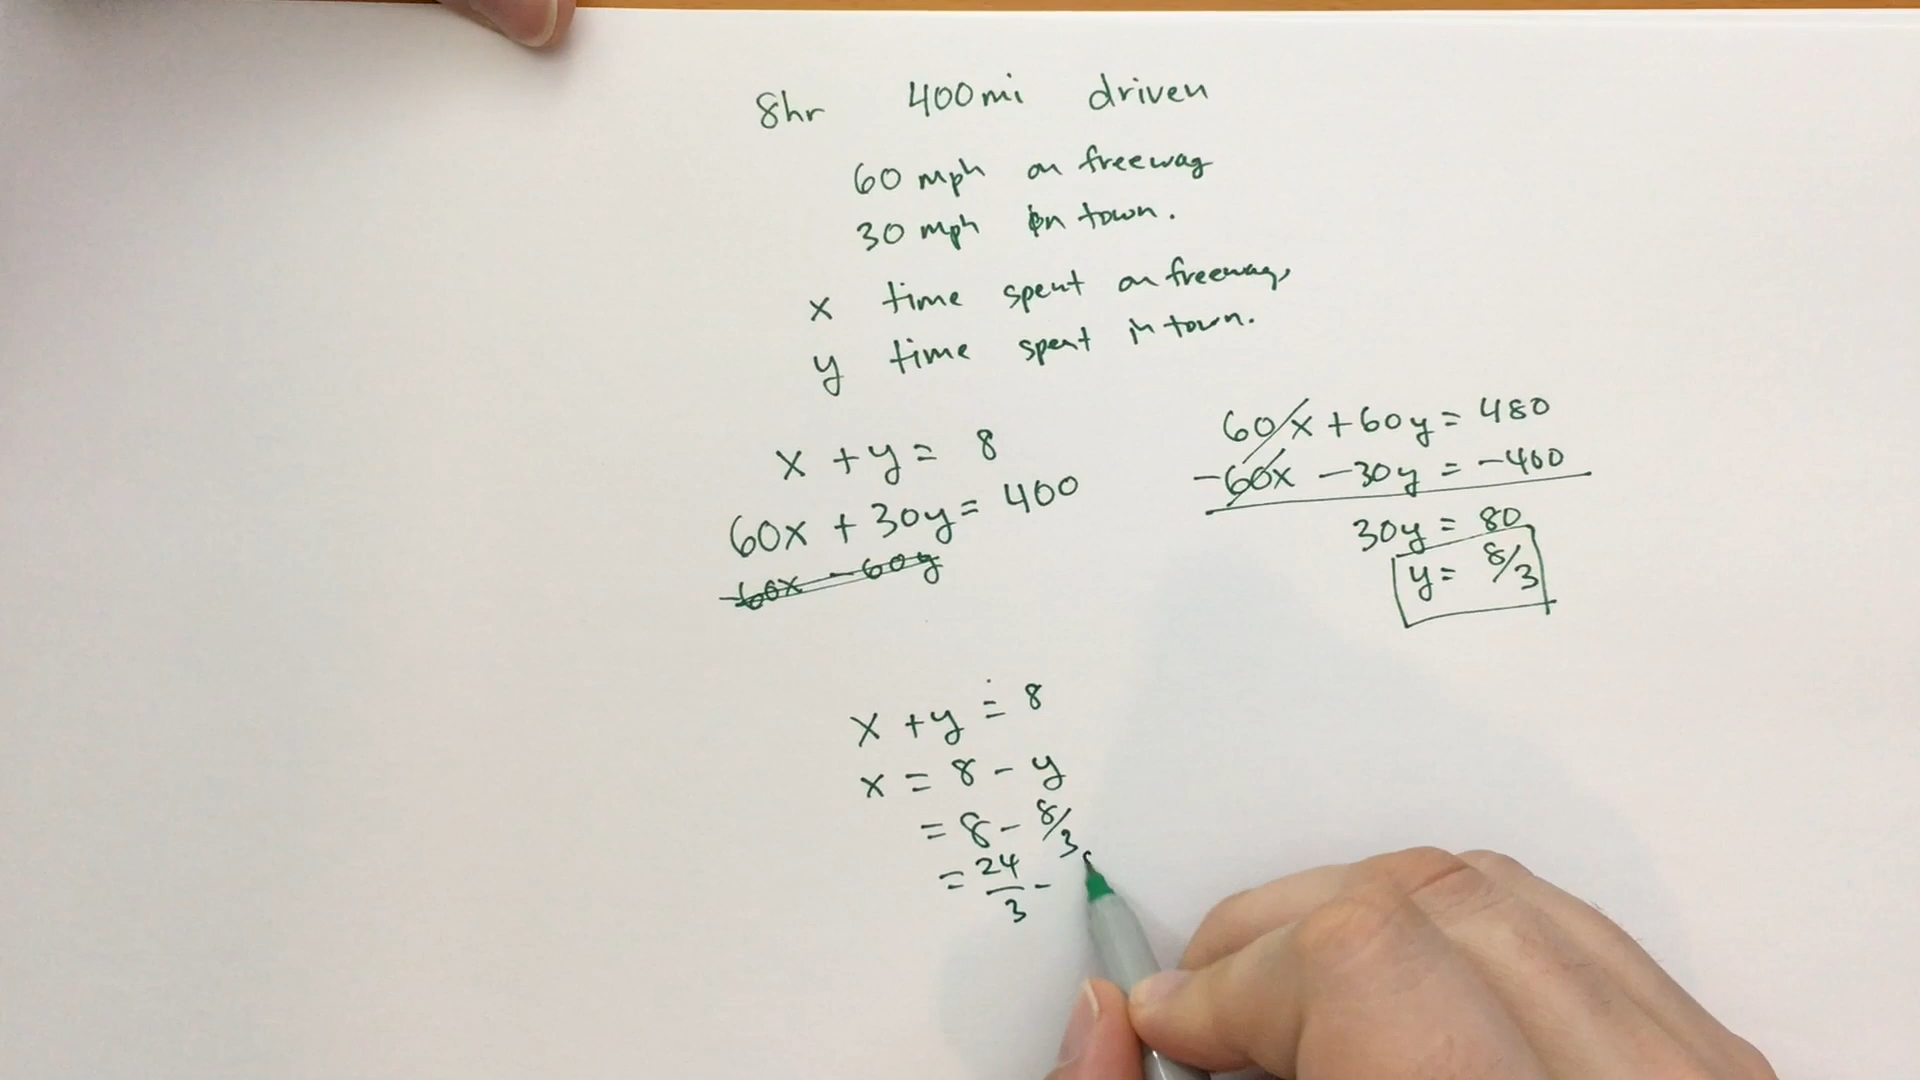 8hr 400mi driven
60 mph on freeway
30 mph in town.
x time spent on freeway,
y time spent in town.
x + y = 8
60x + 30y = 400
-60x - 60y
60x + 60y = 480
-60x - 30y = -400
30y = 80
y = 8/3
x + y = 8
x = 8 - y
= 8 - 8/3
= 24/3 -